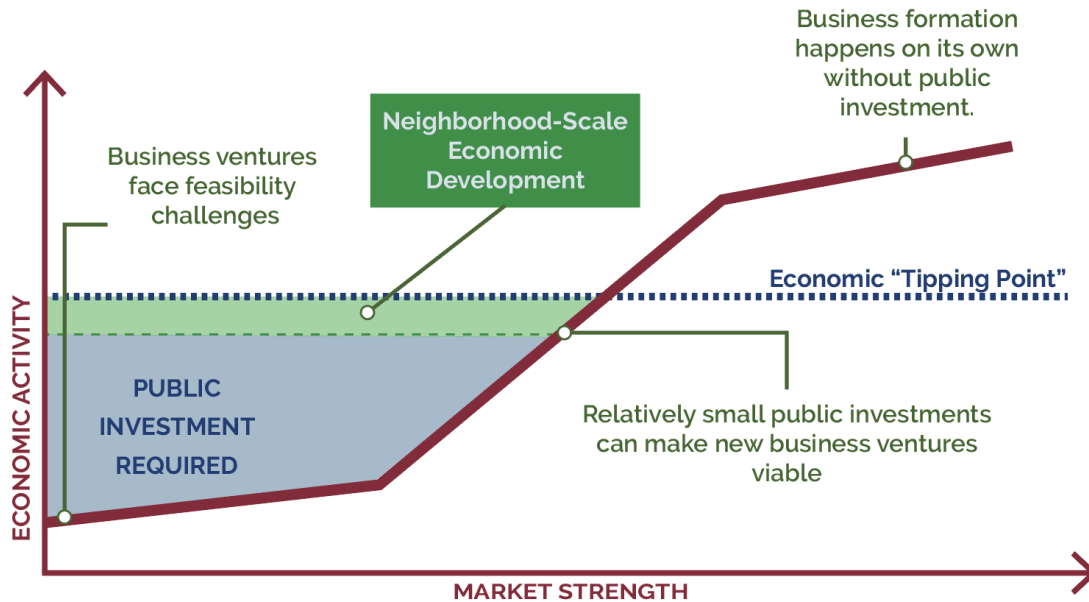 Business formation
happens on its own
without public
investment.
Neighborhood-Scale
Economic
Development
Business ventures
face feasibility
challenges
Economic “Tipping Point”
PUBLIC
INVESTMENT
REQUIRED
Relatively small public investments
can make new business ventures
viable
ECONOMIC ACTIVITY
MARKET STRENGTH